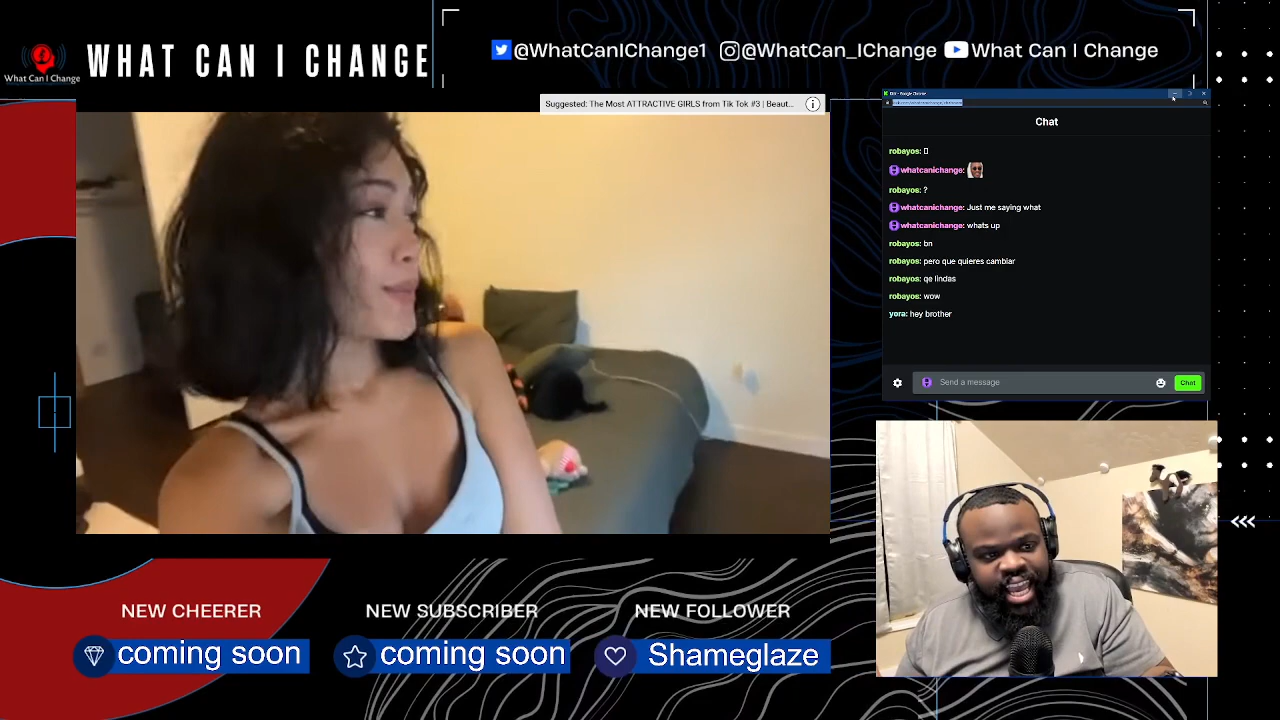 What Can I Change
WHAT CAN I CHANGE
@WhatCanIChange1
@WhatCan_IChange
What Can I Change
Suggested: The Most ATTRACTIVE GIRLS from Tik Tok #3 | Beaut...
Chat
robayos:
whatcanichange:
robayos: ?
whatcanichange: Just me saying what
whatcanichange: whats up
robayos: bn
robayos: pero que quieres cambiar
robayos: qe lindas
robayos: wow
yora: hey brother
Send a message
Chat
NEW CHEERER
NEW SUBSCRIBER
NEW FOLLOWER
coming soon
coming soon
Shameglaze